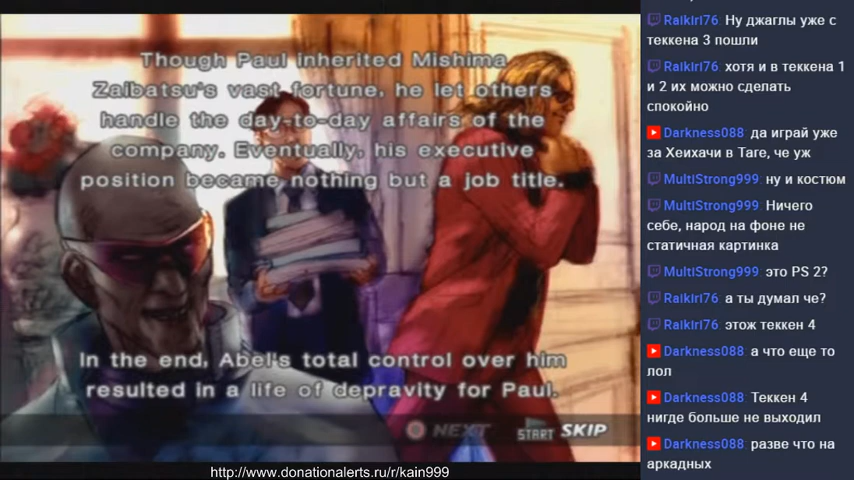 Though Paul inherited Mishima
Zaibatsu's vast fortune, he let others
handle the day-to-day affairs of the
company. Eventually, his executive
position became nothing but a job title.
In the end, Abel's total control over him
resulted in a life of depravity for Paul.
NEXT START SKIP
http://www.donationalerts.ru/r/kain999
Raikiri76 Ну джаглы уже с
теккена 3 пошли
Raikiri76 хотя и в теккена 1
и 2 их можно сделать
спокойно
Darkness088 да играй уже
за Хеихачи в Таге, че уж
MultiStrong999 ну и костюм
MultiStrong999 Ничего
себе, народ на фоне не
статичная картинка
MultiStrong999 это PS 2?
Raikiri76 а ты думал че?
Raikiri76 этож теккен 4
Darkness088 а что еще то
лол
Darkness088 Теккен 4
нигде больше не выходил
Darkness088 разве что на
аркадных